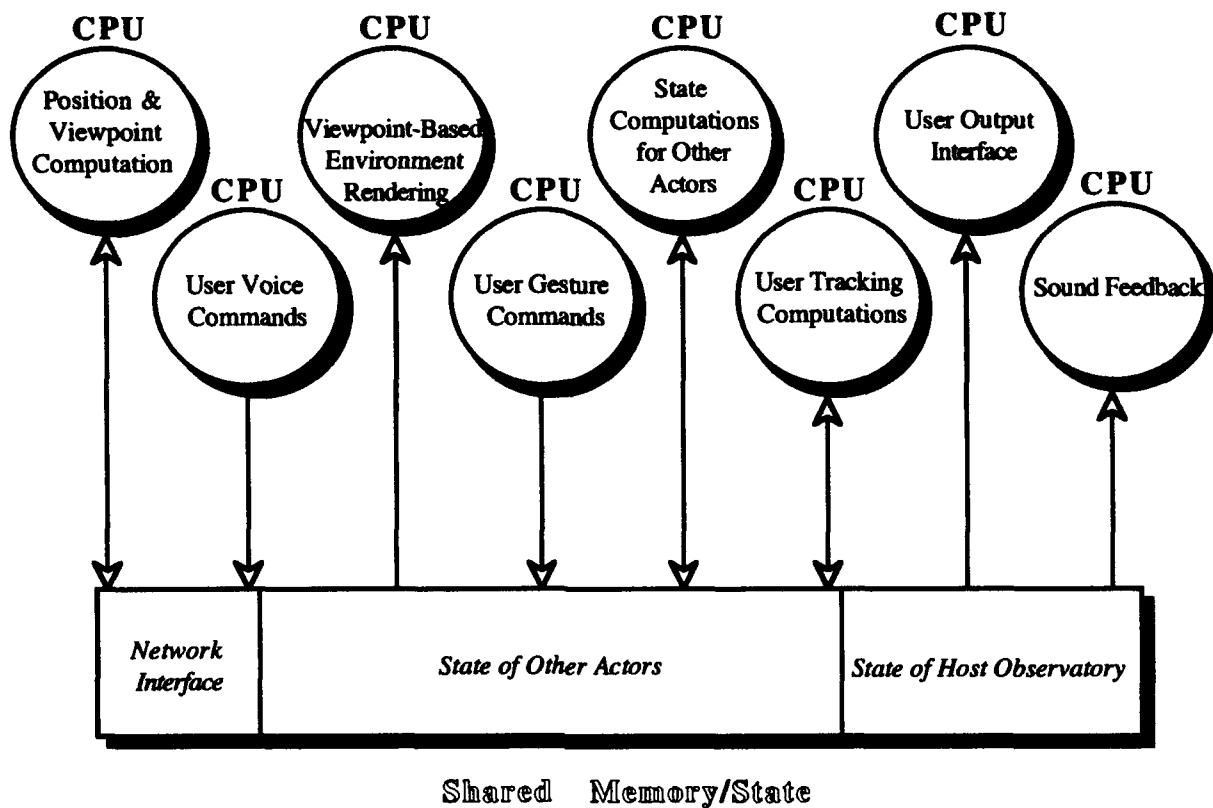 CPU
Position &
Viewpoint
Computation
CPU
User Voice
Commands
CPU
Viewpoint-Based
Environment
Rendering
CPU
User Gesture
Commands
CPU
State
Computations
for Other
Actors
CPU
User Tracking
Computations
CPU
User Output
Interface
CPU
Sound Feedback
Network
Interface
State of Other Actors
State of Host Observatory
Shared Memory/State